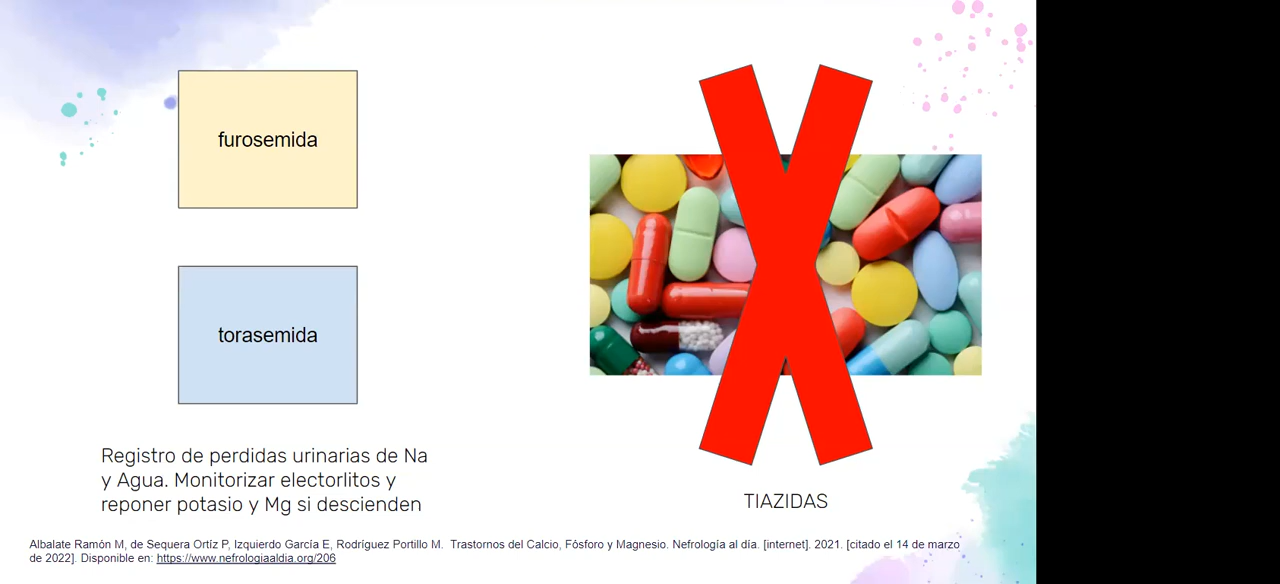 furosemida
torasemida
Registro de perdidas urinarias de Na
y Agua. Monitorizar electorlitos y
reponer potasio y Mg si descienden
TIAZIDAS
Albalate Ramón M, de Sequera Ortíz P, Izquierdo García E, Rodríguez Portillo M. Trastornos del Calcio, Fósforo y Magnesio. Nefrología al día. [internet]. 2021. [citado el 14 de marzo
de 2022]. Disponible en: https://www.nefrologiaaldia.org/206